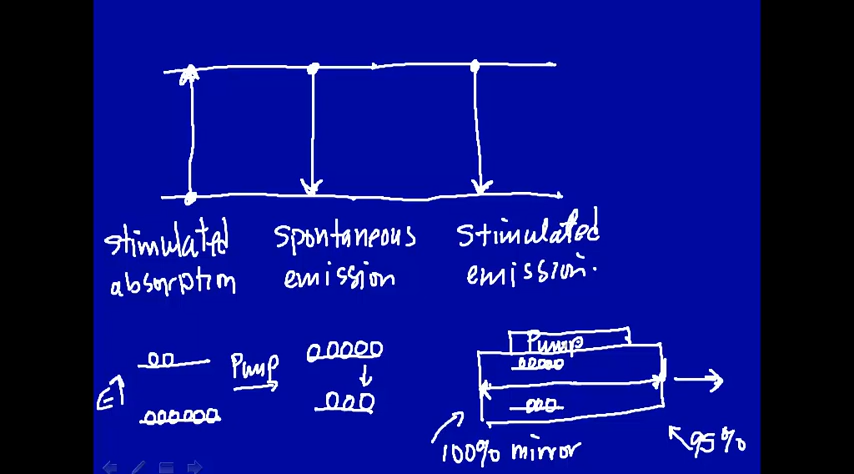 stimulated
absorption
spontaneous
emission
stimulated
emission.
E
Pump
Pump
100% mirror
95%